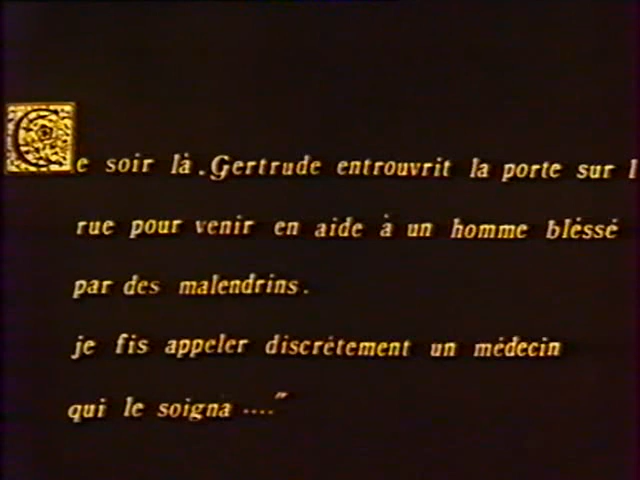 Ce soir là.Gertrude entrouvrit la porte sur l
rue pour venir en aide à un homme blèssé
par des malendrins.
je fis appeler discrétement un médecin
qui le soigna ...."